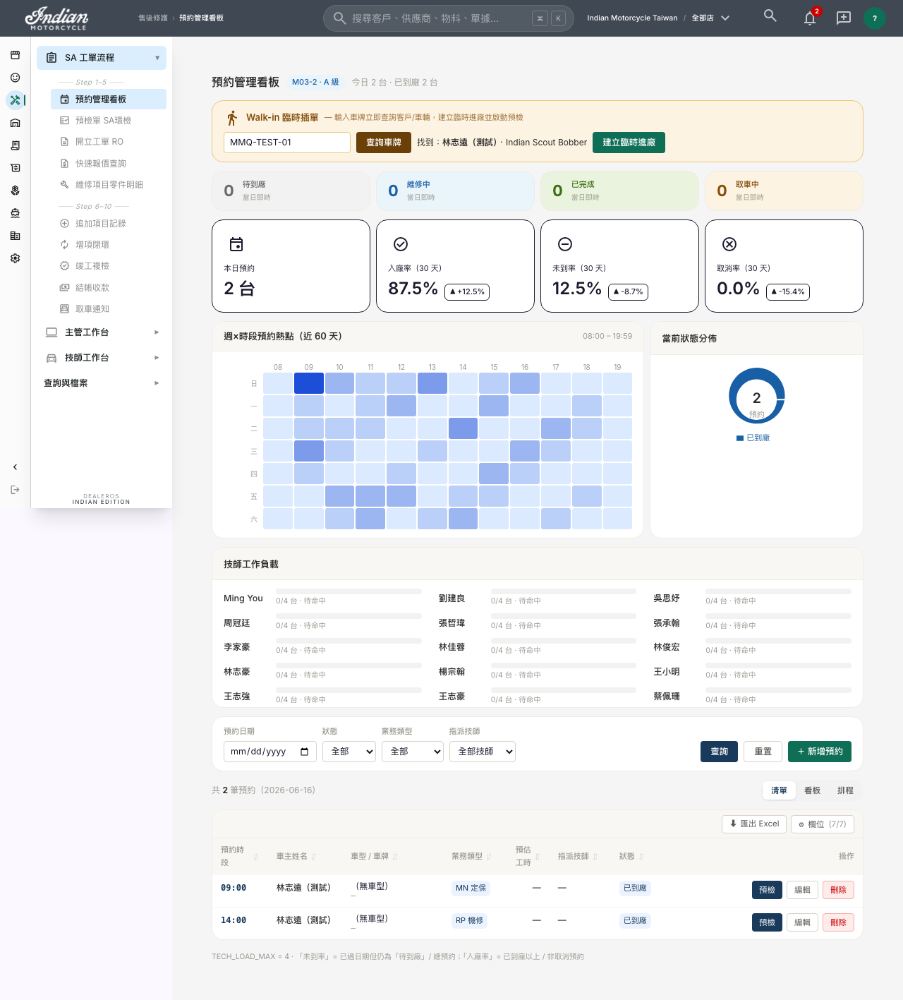 Indian
MOTORCYCLE
售後修護 › 預約管理看板
搜尋客戶、供應商、物料、單據...
⌘ K
Indian Motorcycle Taiwan / 全部店
2
?
SA 工單流程
Step 1–5
預約管理看板
預檢單 SA環檢
開立工單 RO
快速報價查詢
維修項目零件明細
Step 6–10
追加項目記錄
增項閉環
竣工複檢
結帳收款
取車通知
主管工作台
技師工作台
查詢與檔案
DEALEROS
INDIAN EDITION
預約管理看板 M03-2 · A 級 今日 2 台 · 已到廠 2 台
Walk-in 臨時插單 — 輸入車牌立即查詢客戶/車輛，建立臨時進廠並啟動預檢
MMQ-TEST-01 查詢車牌 找到：林志遠（測試）· Indian Scout Bobber 建立臨時進廠
0 待到廠 當日即時
0 維修中 當日即時
0 已完成 當日即時
0 取車中 當日即時
本日預約
2 台
入廠率（30 天）
87.5% ▲ +12.5%
未到率（30 天）
12.5% ▲ -8.7%
取消率（30 天）
0.0% ▲ -15.4%
週×時段預約熱點（近 60 天） 08:00 – 19:59
08 09 10 11 12 13 14 15 16 17 18 19
日
一
二
三
四
五
六
當前狀態分佈
2
預約
已到廠
技師工作負載
Ming You 0/4 台 · 待命中
劉建良 0/4 台 · 待命中
吳思妤 0/4 台 · 待命中
周冠廷 0/4 台 · 待命中
張哲瑋 0/4 台 · 待命中
張承翰 0/4 台 · 待命中
李家豪 0/4 台 · 待命中
林佳蓉 0/4 台 · 待命中
林俊宏 0/4 台 · 待命中
林志豪 0/4 台 · 待命中
楊宗翰 0/4 台 · 待命中
王小明 0/4 台 · 待命中
王志強 0/4 台 · 待命中
王志豪 0/4 台 · 待命中
蔡佩珊 0/4 台 · 待命中
預約日期 狀態 業務類型 指派技師
mm/dd/yyyy 全部 全部 全部技師 查詢 重置 ＋ 新增預約
共 2 筆預約（2026-06-16） 清單 看板 排程
⬇ 匯出 Excel ⚙ 欄位 (7/7)
預約時段 車主姓名 車型 / 車牌 業務類型 預估工時 指派技師 狀態 操作
09:00 林志遠（測試） （無車型） — MN 定保 — — 已到廠 預檢 編輯 刪除
14:00 林志遠（測試） （無車型） — RP 機修 — — 已到廠 預檢 編輯 刪除
TECH_LOAD_MAX = 4 · 「未到率」= 已過日期但仍為「待到廠」/ 總預約；「入廠率」= 已到廠以上 / 非取消預約